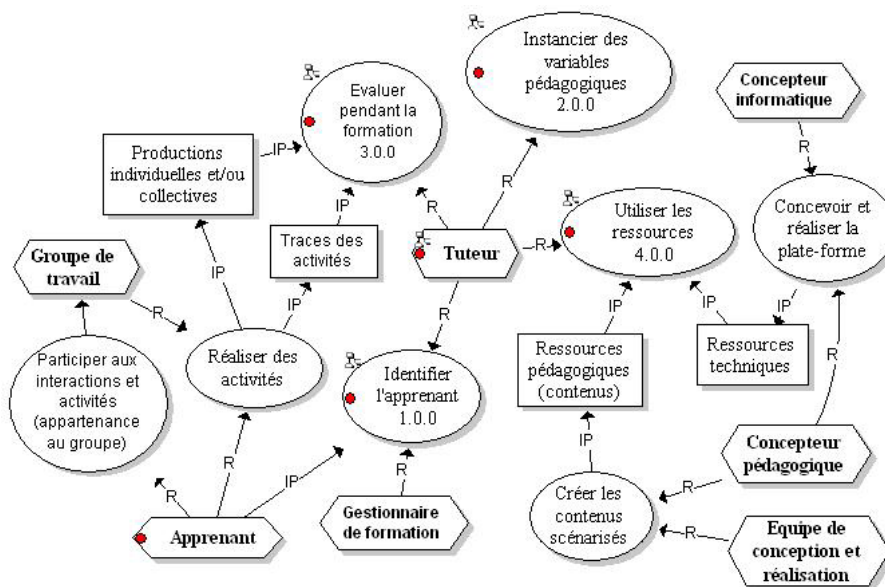 Instancier des
variables
pédagogiques
2.0.0
Evaluer
pendant la
formation
3.0.0
Concepteur
informatique
Productions
individuelles et/ou
collectives
IP
R
R
R
IP
Traces des
activités
Utiliser les
ressources
4.0.0
Concevoir et
réaliser la
plate-forme
Groupe de
travail
Tuteur
R
IP
IP
R
R
IP
IP
IP
Participer aux
interactions et
activités
(appartenance
au groupe)
Réaliser des
activités
Identifier
l'apprenant
1.0.0
Ressources
pédagogiques
(contenus)
Ressources
techniques
R
IP
Concepteur
pédagogique
R
R
IP
R
R
Apprenant
Gestionnaire
de formation
Créer les
contenus
scénarisés
R
Equipe de
conception et
réalisation